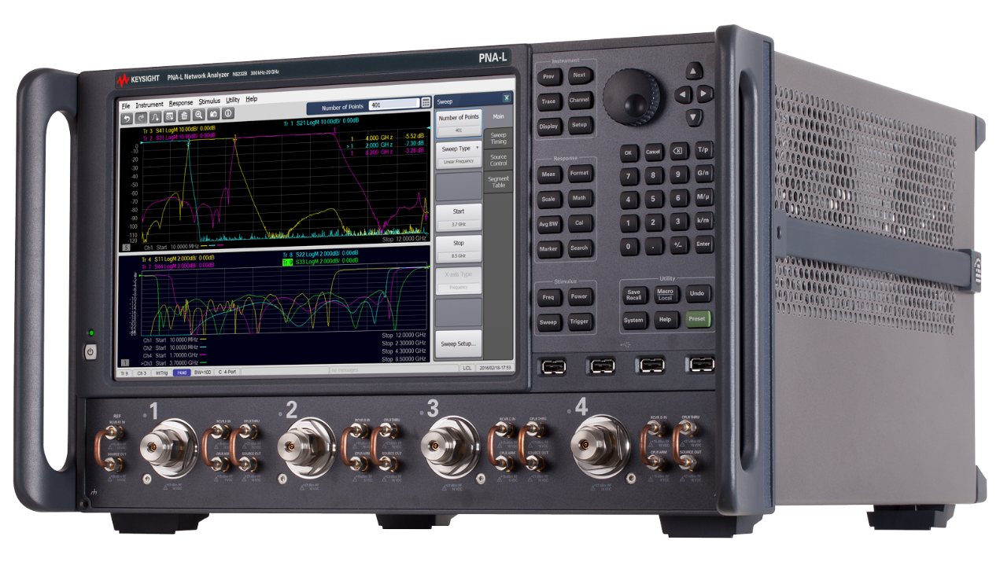 PNA-L
KEYSIGHT PNA-L Network Analyzer N5232B 300 kHz-20 GHz
File Instrument Response Stimulus Utility Help
Number of Points 401
Sweep X
Tr 3 S41 LogM 10.00dB/ 0.00dB
Tr 2 S31 LogM 10.00dB/ 0.00dB
Tr 1 S21 LogM 10.00dB/ 0.00dB
1: 4.000 GHz -5.52 dB
> 1: 2.000 GHz -7.30 dB
1: 8.200 GHz -3.26 dB
0
-10
-20
-30
-40
-50
-60
-70
-80
-90
-100
-110
-120
5
Ch1 Start 10.0000 MHz
Stop 12.0000 GHz
Tr 4 S11 LogM 2.000dB/ 0.00dB
Tr 7 S44 LogM 2.000dB/ 0.00dB
Tr 8 S22 LogM 2.000dB/ 0.00dB
Tr 9 S33 LogM 2.000dB/ 0.00dB
Ch1 Start 10.0000 MHz
Ch2 Start 10.0000 MHz
Ch4 Start 1.70000 GHz
>Ch3 Start 3.70000 GHz
Stop 12.0000 GHz
Stop 2.30000 GHz
Stop 4.30000 GHz
Stop 8.50000 GHz
1
Tr 9 Ch 3 IntTrig Hold BW=100 C 4-Port
no messages
LCL 2016/02/18-17:53
Number of Points
401
Sweep Type
Linear Frequency
Start
3.7 GHz
Stop
8.5 GHz
X-axis Type
Frequency
Sweep Setup...
Main
Sweep
Timing
Source
Control
Segment
Table
Instrument
Prev Next
Trace Channel
Display Setup
Response
Meas Format
Scale Math
Avg BW Cal
Marker Search
Stimulus
Freq Power
Sweep Trigger
OK Cancel T/p
7 8 9 G/n
4 5 6 M/µ
1 2 3 k/m
0 . +/- Enter
Utility
Save
Recall
Macro
Local
Undo
System Help Preset
1 2 3 4
REF
RCVR R1 IN
SOURCE OUT
RCVR A IN CPLR THRU
CPLR ARM SOURCE OUT
RCVR B IN CPLR THRU
CPLR ARM SOURCE OUT
RCVR C IN CPLR THRU
CPLR ARM SOURCE OUT
RCVR D IN CPLR THRU
CPLR ARM SOURCE OUT